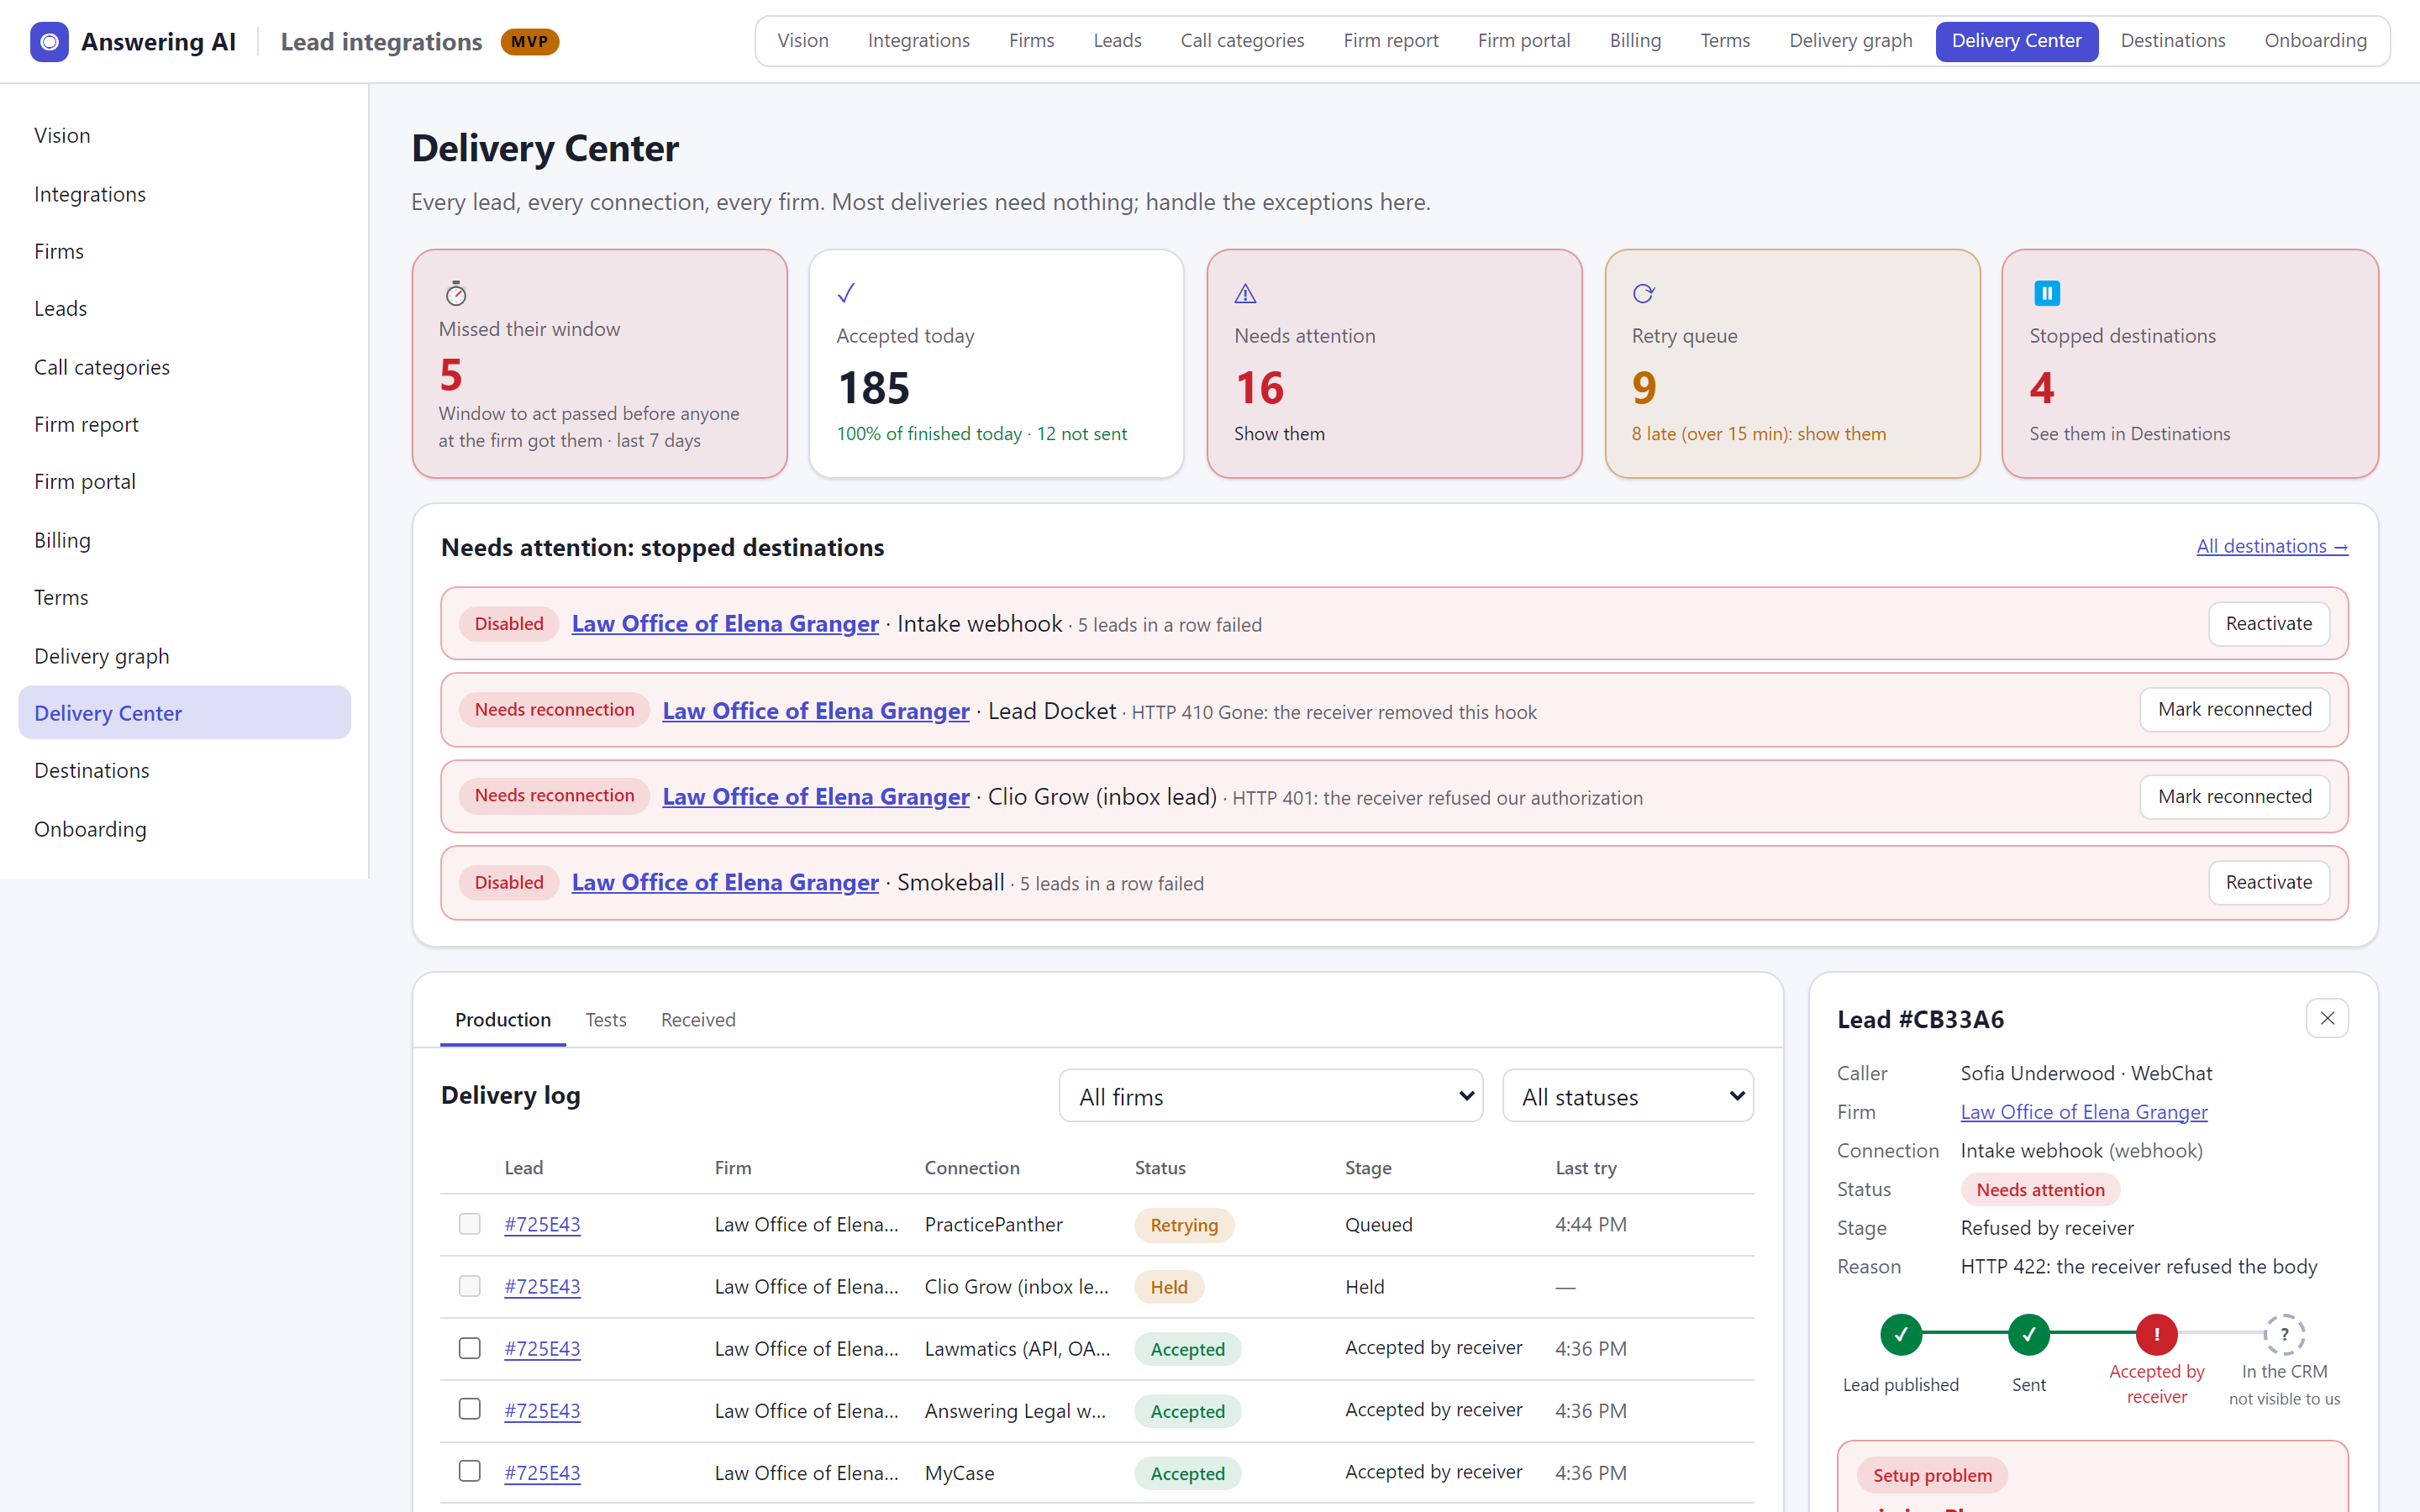 Answering AI
Lead integrations
MVP
Vision
Integrations
Firms
Leads
Call categories
Firm report
Firm portal
Billing
Terms
Delivery graph
Delivery Center
Destinations
Onboarding
Vision
Integrations
Firms
Leads
Call categories
Firm report
Firm portal
Billing
Terms
Delivery graph
Delivery Center
Destinations
Onboarding
Delivery Center
Every lead, every connection, every firm. Most deliveries need nothing; handle the exceptions here.
Missed their window
5
Window to act passed before anyone
at the firm got them · last 7 days
Accepted today
185
100% of finished today · 12 not sent
Needs attention
16
Show them
Retry queue
9
8 late (over 15 min): show them
Stopped destinations
4
See them in Destinations
Needs attention: stopped destinations
All destinations →
Disabled Law Office of Elena Granger · Intake webhook · 5 leads in a row failed Reactivate
Needs reconnection Law Office of Elena Granger · Lead Docket · HTTP 410 Gone: the receiver removed this hook Mark reconnected
Needs reconnection Law Office of Elena Granger · Clio Grow (inbox lead) · HTTP 401: the receiver refused our authorization Mark reconnected
Disabled Law Office of Elena Granger · Smokeball · 5 leads in a row failed Reactivate
Production Tests Received
Delivery log
All firms
All statuses
Lead Firm Connection Status Stage Last try
#725E43 Law Office of Elena... PracticePanther Retrying Queued 4:44 PM
#725E43 Law Office of Elena... Clio Grow (inbox le... Held Held —
#725E43 Law Office of Elena... Lawmatics (API, OA... Accepted Accepted by receiver 4:36 PM
#725E43 Law Office of Elena... Answering Legal w... Accepted Accepted by receiver 4:36 PM
#725E43 Law Office of Elena... MyCase Accepted Accepted by receiver 4:36 PM
Lead #CB33A6
Caller Sofia Underwood · WebChat
Firm Law Office of Elena Granger
Connection Intake webhook (webhook)
Status Needs attention
Stage Refused by receiver
Reason HTTP 422: the receiver refused the body
Lead published
Sent
Accepted by
receiver
In the CRM
not visible to us
Setup problem